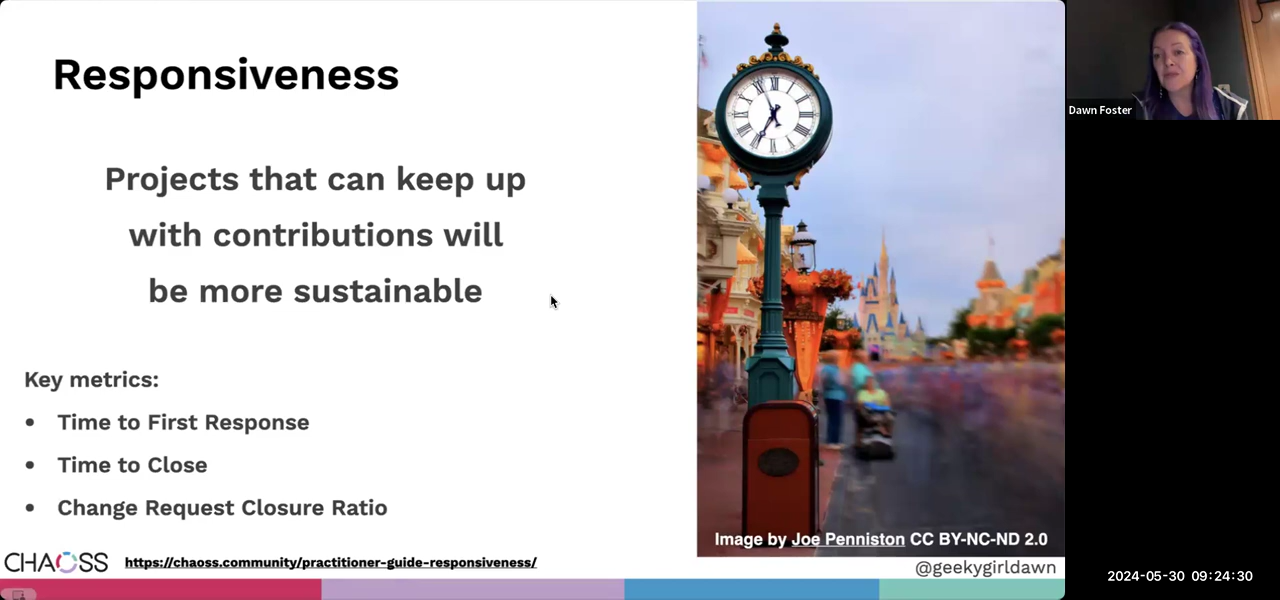 Responsiveness
Projects that can keep up
with contributions will
be more sustainable
Key metrics:
• Time to First Response
• Time to Close
• Change Request Closure Ratio
CHAOSS
https://chaoss.community/practitioner-guide-responsiveness/
Image by Joe Penniston CC BY-NC-ND 2.0
@geekygirldawn
Dawn Foster
2024-05-30 09:24:30